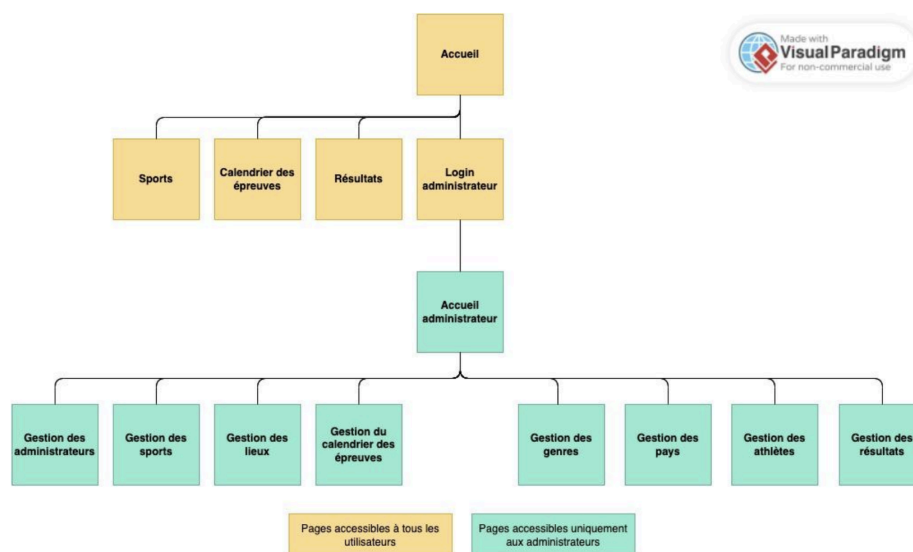 Accueil
Made with
Visual Paradigm
For non-commercial use
Sports
Calendrier des
épreuves
Résultats
Login
administrateur
Accueil
administrateur
Gestion des
administrateurs
Gestion des
sports
Gestion des
lieux
Gestion du
calendrier des
épreuves
Gestion des
genres
Gestion des
pays
Gestion des
athlètes
Gestion des
résultats
Pages accessibles à tous les
utilisateurs
Pages accessibles uniquement
aux administrateurs